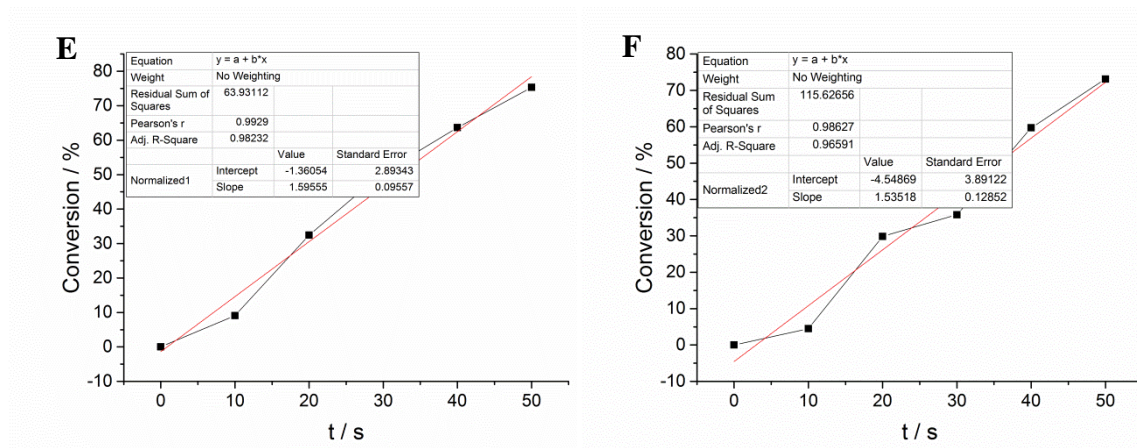 E
Equation y = a + b*x
Weight No Weighting
Residual Sum of Squares 63.93112
Pearson's r 0.9929
Adj. R-Square 0.98232
Value Standard Error
Normalized1 Intercept -1.36054 2.89343
Slope 1.59555 0.09557
Conversion / %
80
70
60
50
40
30
20
10
0
-10
0 10 20 30 40 50
t / s
F
Equation y = a + b*x
Weight No Weighting
Residual Sum
of Squares 115.62656
Pearson's r 0.98627
Adj. R-Square 0.96591
Value Standard Error
Normalized2 Intercept -4.54869 3.89122
Slope 1.53518 0.12852
Conversion / %
80
70
60
50
40
30
20
10
0
-10
0 10 20 30 40 50
t / s